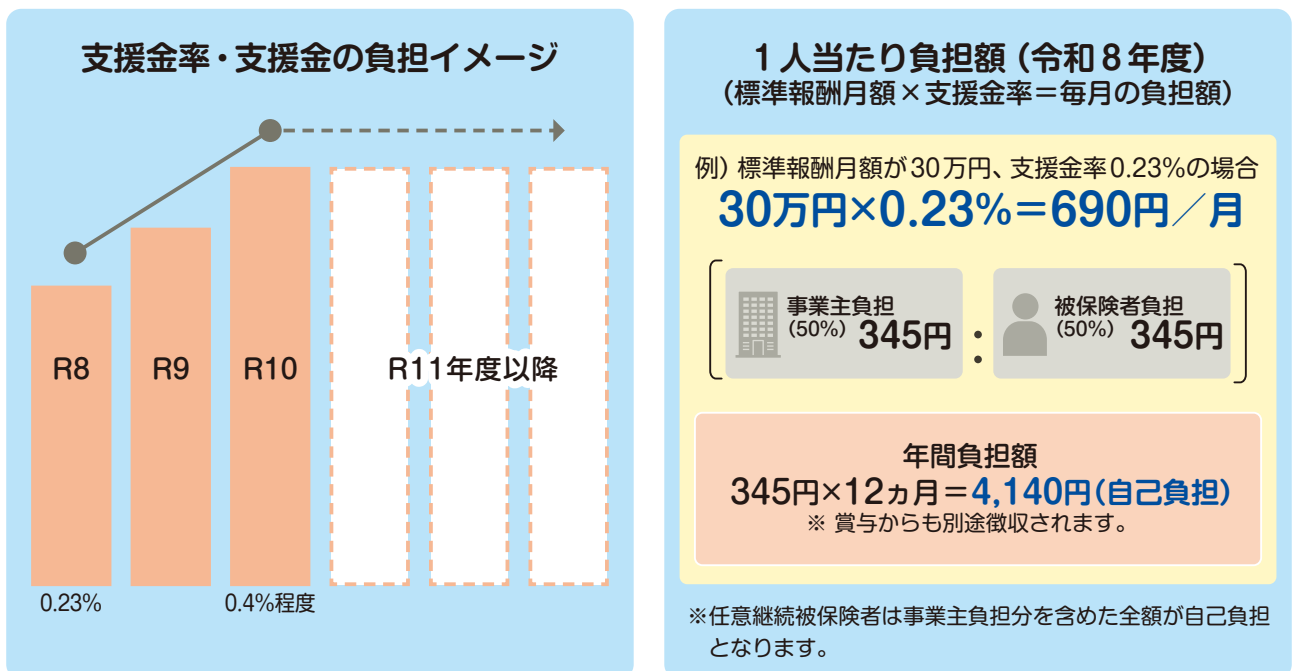 支援金率・支援金の負担イメージ
R8
R9
R10
R11年度以降
0.23%
0.4%程度
1人当たり負担額（令和8年度）
（標準報酬月額×支援金率＝毎月の負担額）
例）標準報酬月額が30万円、支援金率0.23%の場合
30万円×0.23%＝690円／月
事業主負担
(50%) 345円
：
被保険者負担
(50%) 345円
年間負担額
345円×12ヵ月＝4,140円(自己負担)
※ 賞与からも別途徴収されます。
※任意継続被保険者は事業主負担分を含めた全額が自己負担
となります。